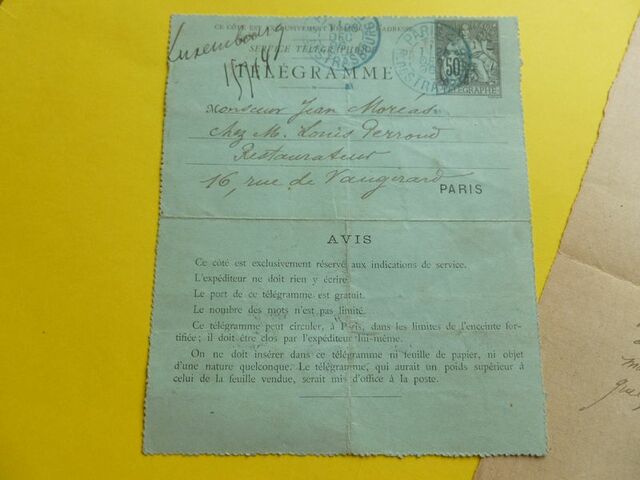 CE CÔTÉ EST EXCLUSIVEMENT RÉSERVÉ À L'ADRESSE
Luxembourg
SERVICE TÉLÉGRAPHIQUE
TÉLÉGRAMME
50
TÉLÉGRAPHE
PARIS
R. DE STRASBOURG
Monsieur Jean Moreas
Chez M. Louis Perroud
Restaurateur
16, rue de Vaugirard PARIS
AVIS
Ce côté est exclusivement réservé aux indications de service.
L'expéditeur ne doit rien y écrire.
Le port de ce télégramme est gratuit.
Le nombre des mots n'est pas limité.
Ce télégramme peut circuler, à Paris, dans les limites de l'enceinte forti-
fiée; il doit être clos par l'expéditeur lui-même.
On ne doit insérer dans ce télégramme ni feuille de papier, ni objet
d'une nature quelconque. Le télégramme, qui aurait un poids supérieur à
celui de la feuille vendue, serait mis d'office à la poste.